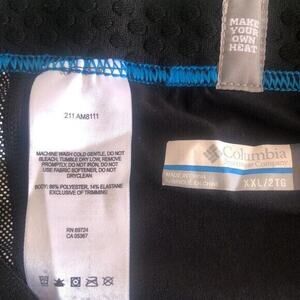 MAKE
YOUR
OWN
HEAT
211 AM8111
MACHINE WASH COLD GENTLE, DO NOT
BLEACH, TUMBLE DRY LOW, REMOVE
PROMPTLY, DO NOT IRON, DO NOT
USE FABRIC SOFTENER, DO NOT
DRYCLEAN
BODY: 86% POLYESTER, 14% ELASTANE
EXCLUSIVE OF TRIMMING
RN 69724
CA 05367
Columbia
Sportswear Company
MADE IN CHINA
XXL/2TG